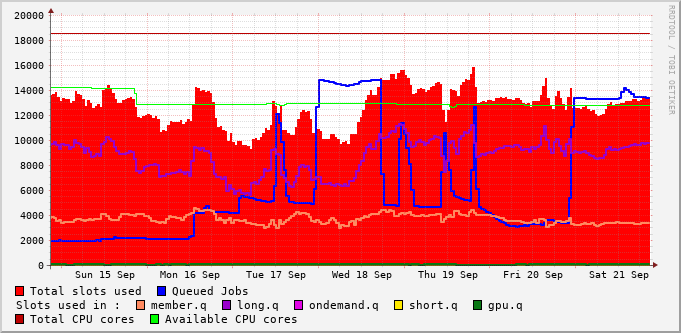 20000
18000
16000
14000
12000
10000
8000
6000
4000
2000
0
Sun 15 Sep Mon 16 Sep Tue 17 Sep Wed 18 Sep Thu 19 Sep Fri 20 Sep Sat 21 Sep
RRDTOOL / TOBI OETIKER
Total slots used Queued Jobs
Slots used in : member.q long.q ondemand.q short.q gpu.q
Total CPU cores Available CPU cores